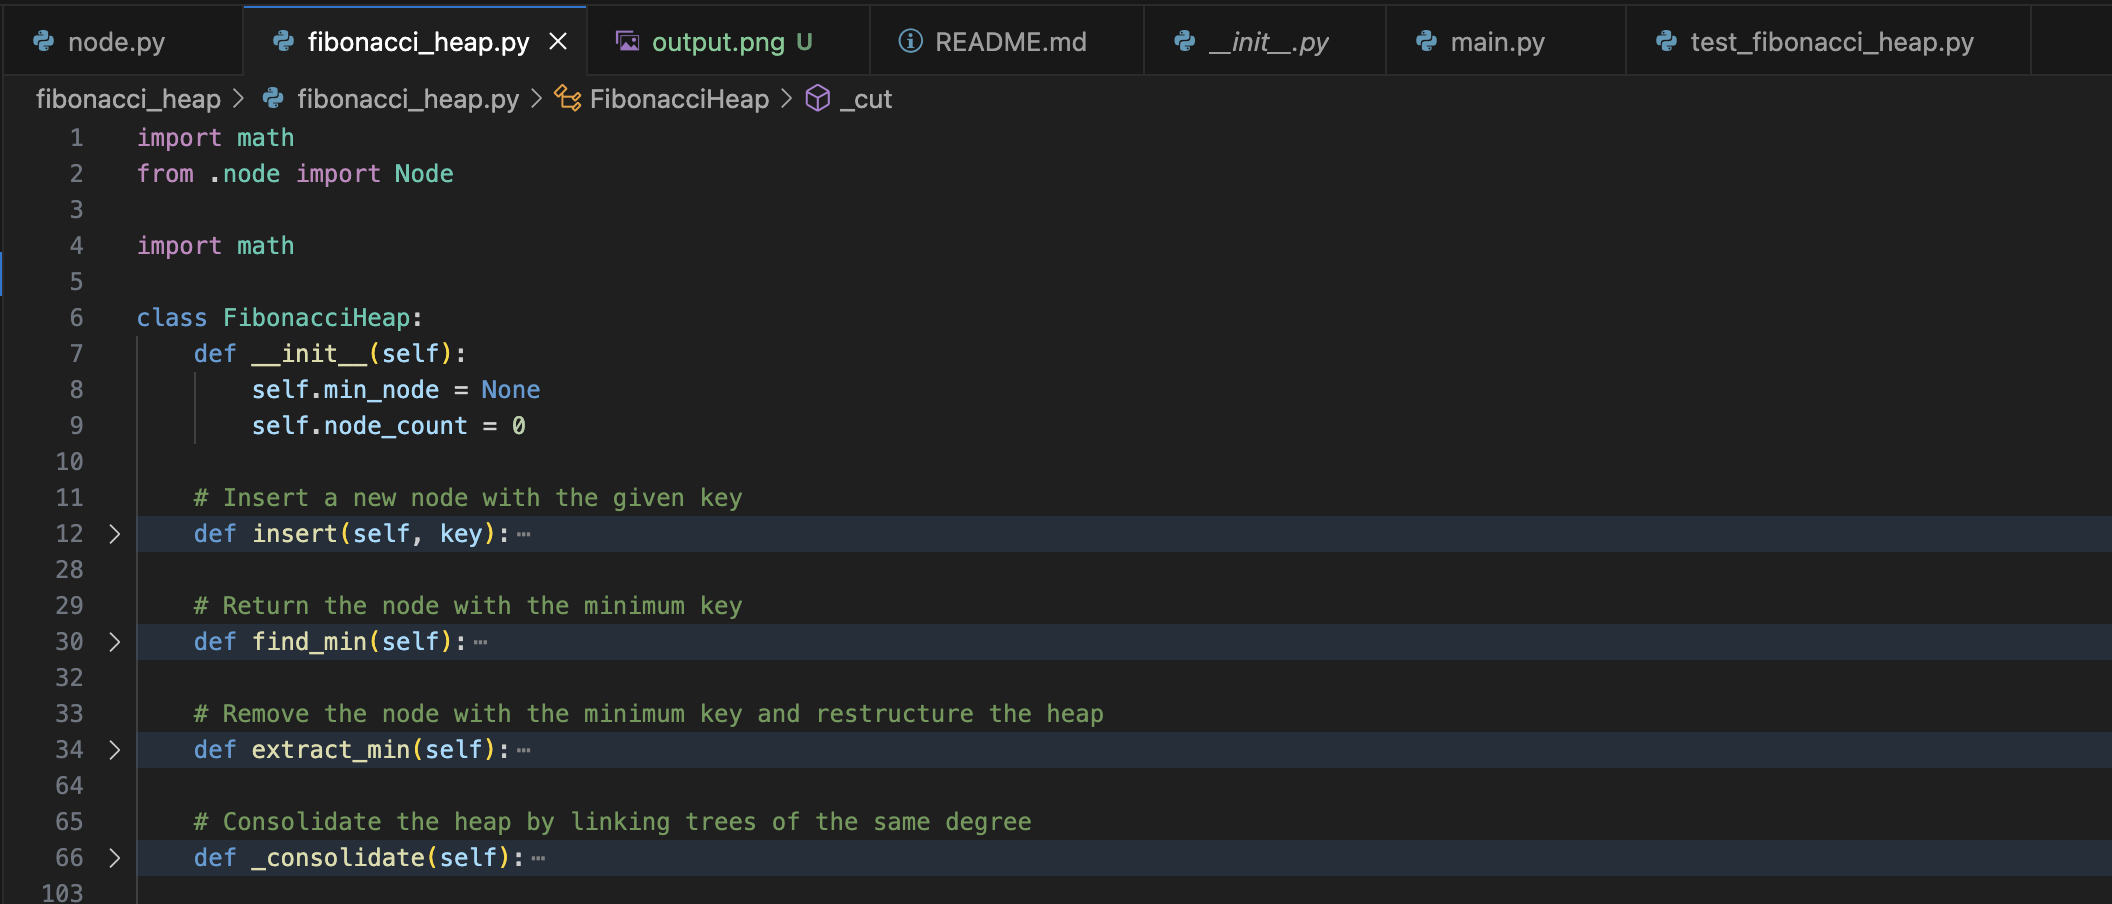 node.py fibonacci_heap.py output.png U README.md __init__.py main.py test_fibonacci_heap.py
fibonacci_heap > fibonacci_heap.py > FibonacciHeap > _cut
1 import math
2 from .node import Node
3
4 import math
5
6 class FibonacciHeap:
7     def __init__(self):
8         self.min_node = None
9         self.node_count = 0
10
11     # Insert a new node with the given key
12     def insert(self, key):⋯
28
29     # Return the node with the minimum key
30     def find_min(self):⋯
32
33     # Remove the node with the minimum key and restructure the heap
34     def extract_min(self):⋯
64
65     # Consolidate the heap by linking trees of the same degree
66     def _consolidate(self):⋯
103